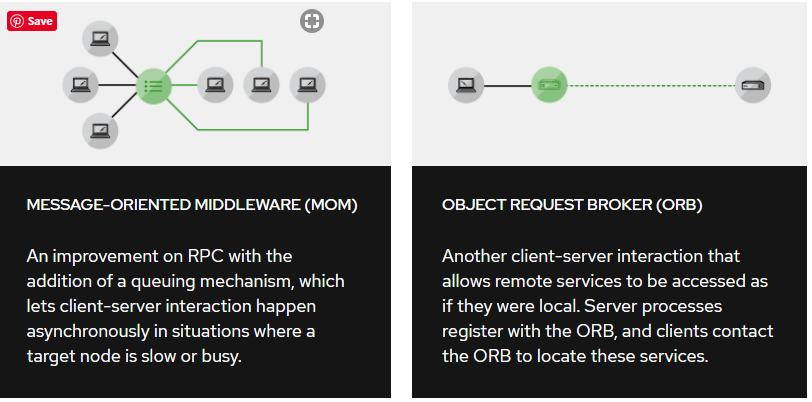 Save
MESSAGE-ORIENTED MIDDLEWARE (MOM)
An improvement on RPC with the
addition of a queuing mechanism, which
lets client-server interaction happen
asynchronously in situations where a
target node is slow or busy.
OBJECT REQUEST BROKER (ORB)
Another client-server interaction that
allows remote services to be accessed as
if they were local. Server processes
register with the ORB, and clients contact
the ORB to locate these services.